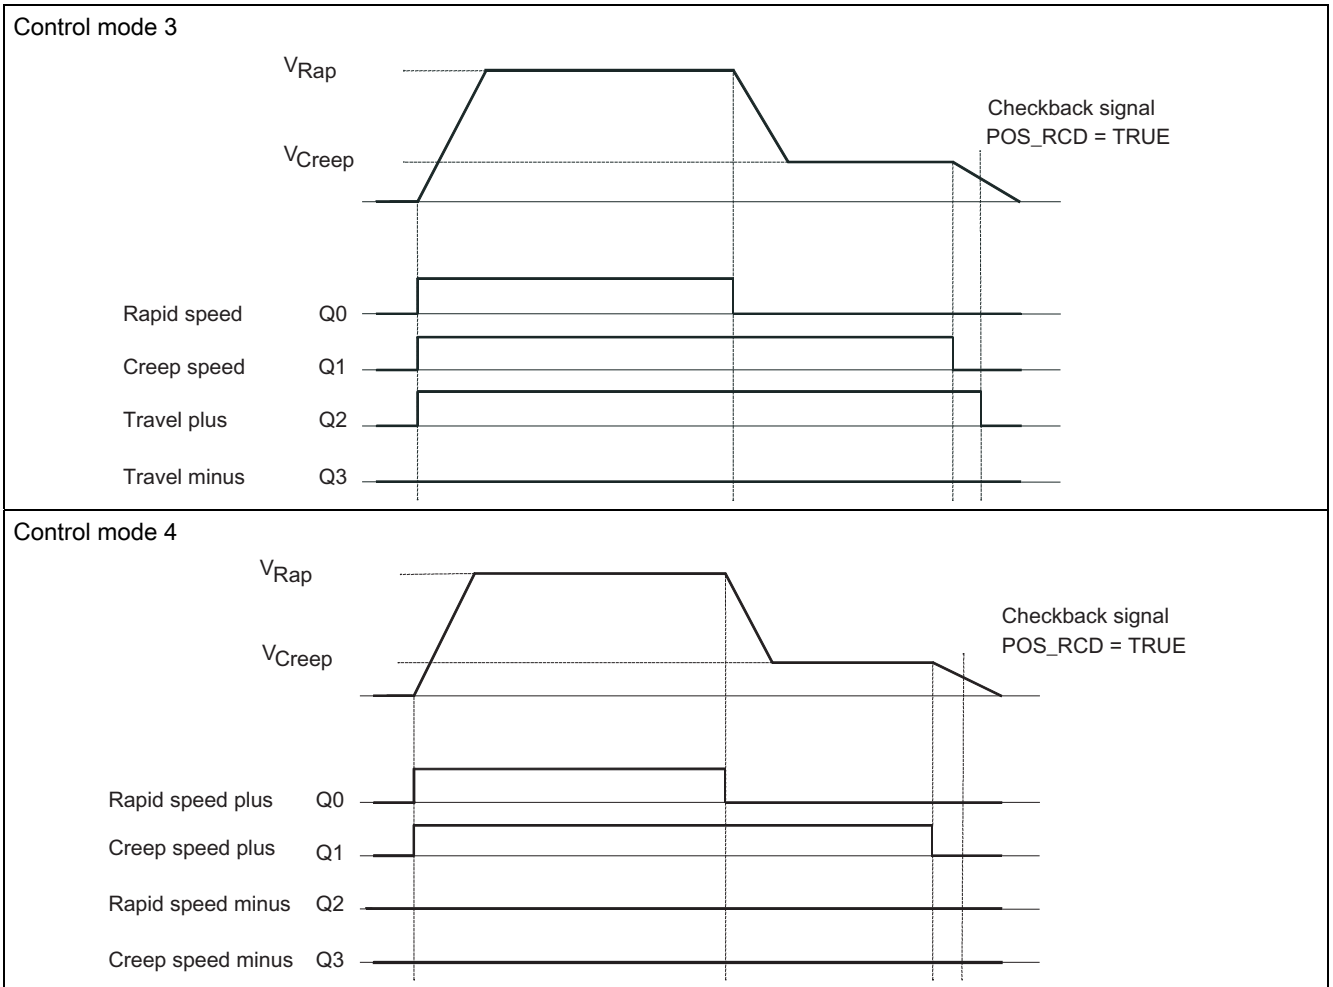 Control mode 3
VRap
Checkback signal
POS_RCD = TRUE
VCreep
Rapid speed Q0
Creep speed Q1
Travel plus Q2
Travel minus Q3
Control mode 4
VRap
Checkback signal
POS_RCD = TRUE
VCreep
Rapid speed plus Q0
Creep speed plus Q1
Rapid speed minus Q2
Creep speed minus Q3